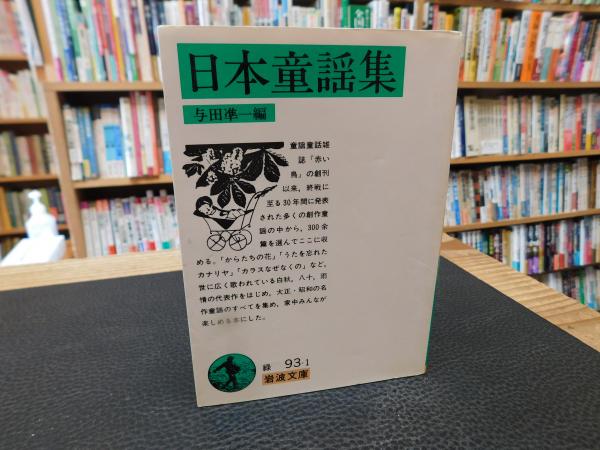 日本童謡集
与田凖一編
童謡童話雑
誌「赤い
鳥」の創刊
以来，終戦に
至る30年間に発表
された多くの創作童
謡の中から，300余
篇を選んでここに収
める．「からたちの花」「うたを忘れた
カナリヤ」「カラスなぜなくの」など，
世に広く歌われている白秋，八十，雨
情の代表作をはじめ，大正・昭和の名
作童謡のすべてを集め，家中みんなが
楽しめる本にした．
緑 93-1
岩波文庫